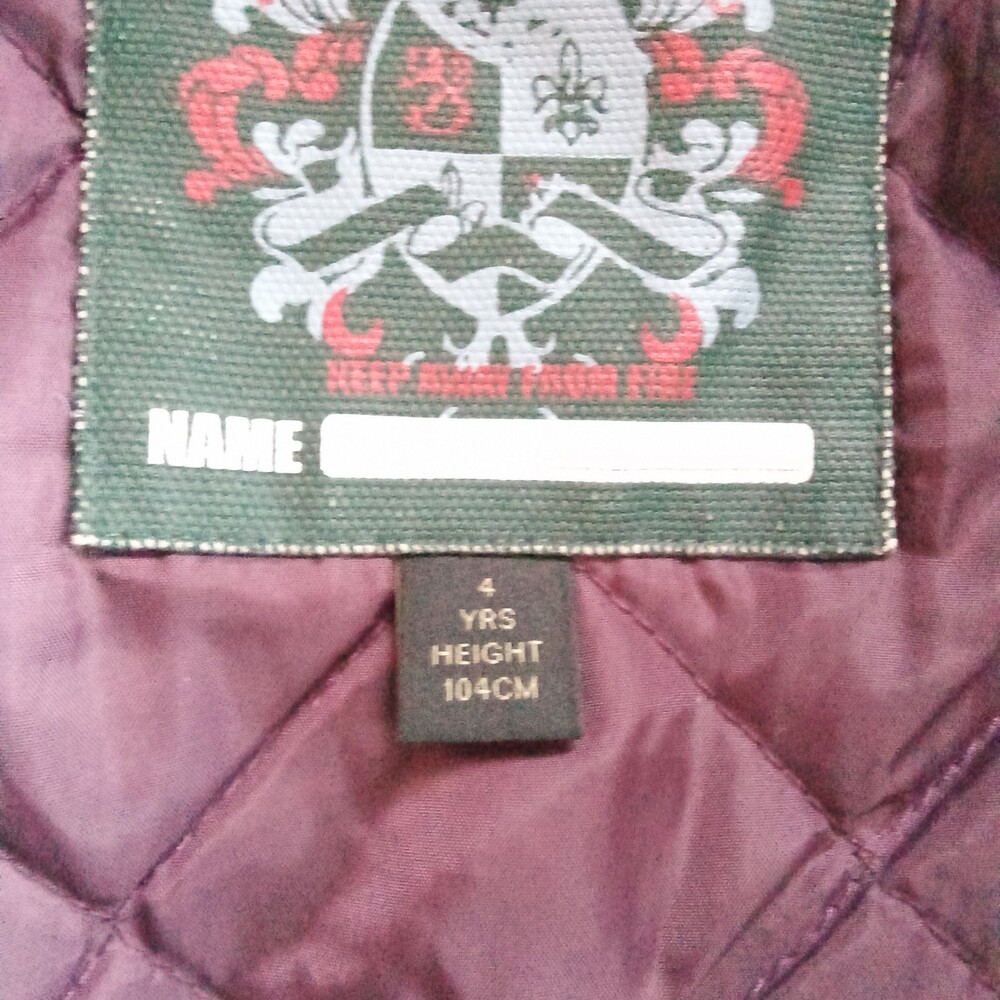 KEEP AWAY FROM FIRE
NAME
4
YRS
HEIGHT
104CM